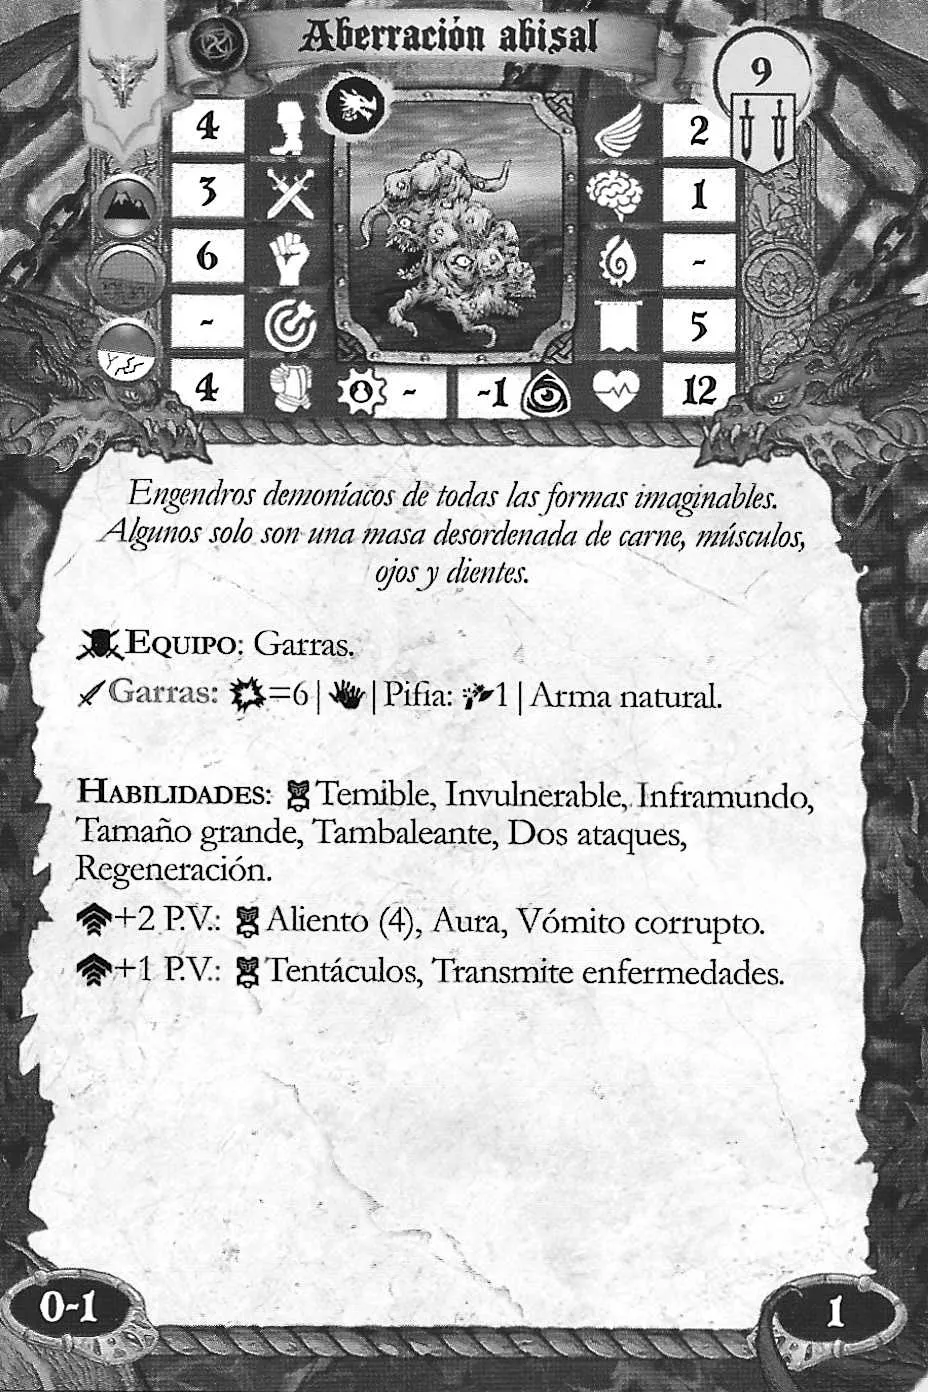 Aberración abisal
9
4
2
3
1
6
-
-
5
4
-
-1
12
Engendros demoníacos de todas las formas imaginables.
Algunos solo son una masa desordenada de carne, músculos,
ojos y dientes.
EQUIPO: Garras.
Garras: =6 | | Pifia: 1 | Arma natural.
HABILIDADES: Temible, Invulnerable, Inframundo,
Tamaño grande, Tambaleante, Dos ataques,
Regeneración.
+2 P.V.: Aliento (4), Aura, Vómito corrupto.
+1 P.V.: Tentáculos, Transmite enfermedades.
0-1
1